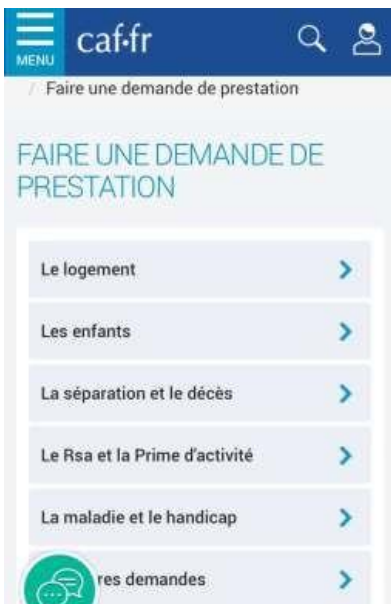 MENU
caf.fr
/ Faire une demande de prestation
FAIRE UNE DEMANDE DE
PRESTATION
Le logement
Les enfants
La séparation et le décès
Le Rsa et la Prime d'activité
La maladie et le handicap
res demandes